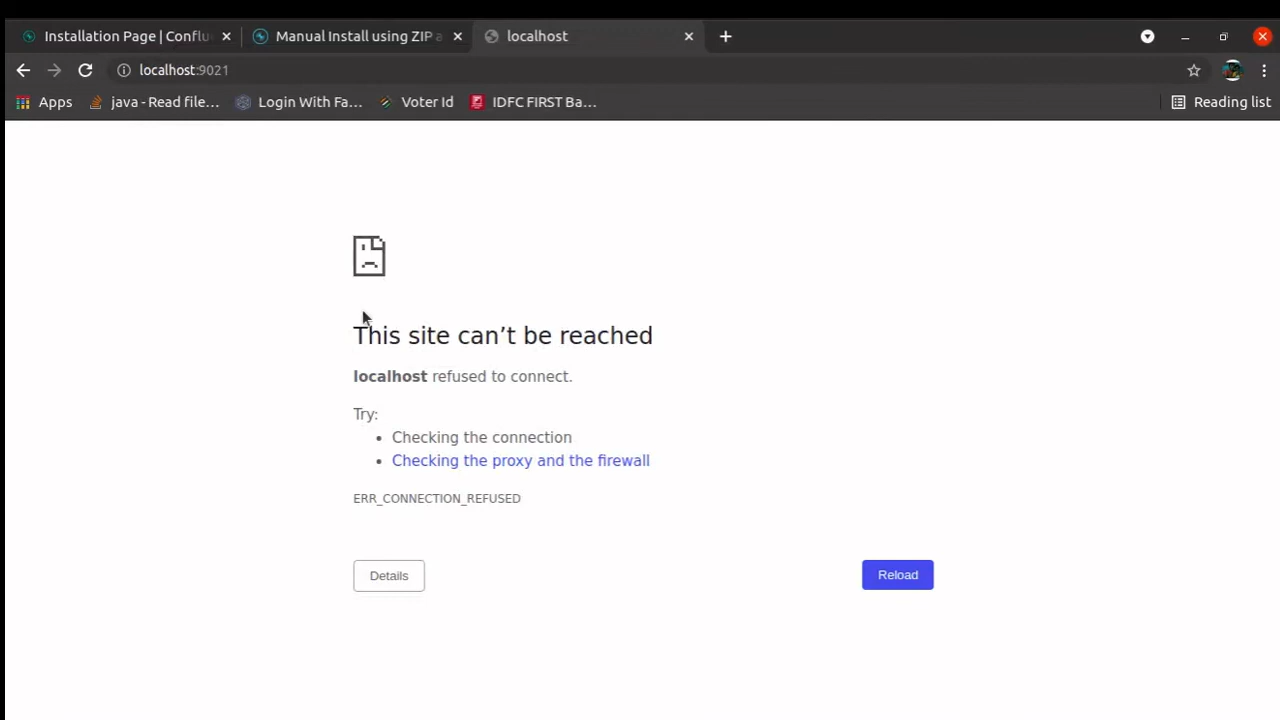 Installation Page | Conflu
Manual Install using ZIP a
localhost
localhost:9021
Apps
java - Read file...
Login With Fa...
Voter Id
IDFC FIRST Ba...
Reading list
This site can’t be reached
localhost refused to connect.
Try:
• Checking the connection
• Checking the proxy and the firewall
ERR_CONNECTION_REFUSED
Details
Reload